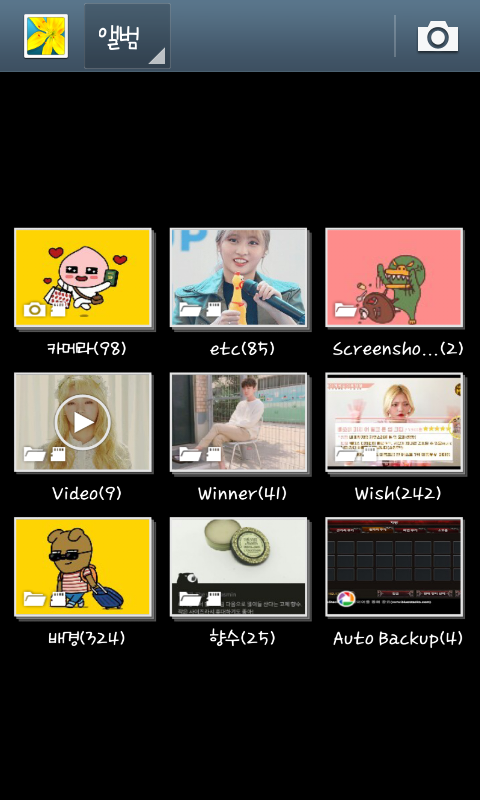 앨범
카메라(98)
etc(85)
Screensho...(2)
Video(9)
Winner(41)
Wish(242)
배경(324)
향수(25)
Auto Backup(4)